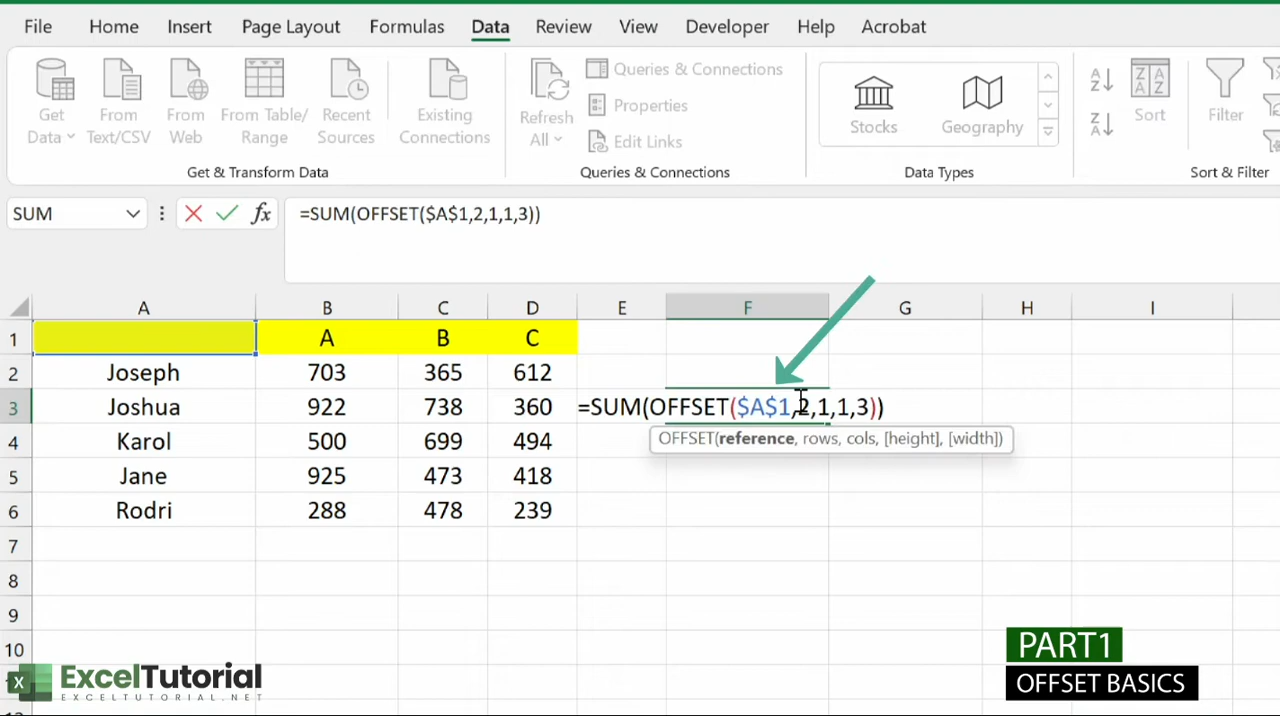 File Home Insert Page Layout Formulas Data Review View Developer Help Acrobat
Get Data
From Text/CSV
From Web
From Table/ Range
Recent Sources
Existing Connections
Get & Transform Data
Refresh All
Queries & Connections
Properties
Edit Links
Queries & Connections
Stocks
Geography
Data Types
Sort
Filter
Sort & Filter
SUM
fx
=SUM(OFFSET($A$1,2,1,1,3))
A B C D E F G H I
1 A B C
2 Joseph 703 365 612
3 Joshua 922 738 360 =SUM(OFFSET($A$1,2,1,1,3))
OFFSET(reference, rows, cols, [height], [width])
4 Karol 500 699 494
5 Jane 925 473 418
6 Rodri 288 478 239
7
8
9
10
X ExcelTutorial
EXCELTUTORIAL.NET
PART1
OFFSET BASICS